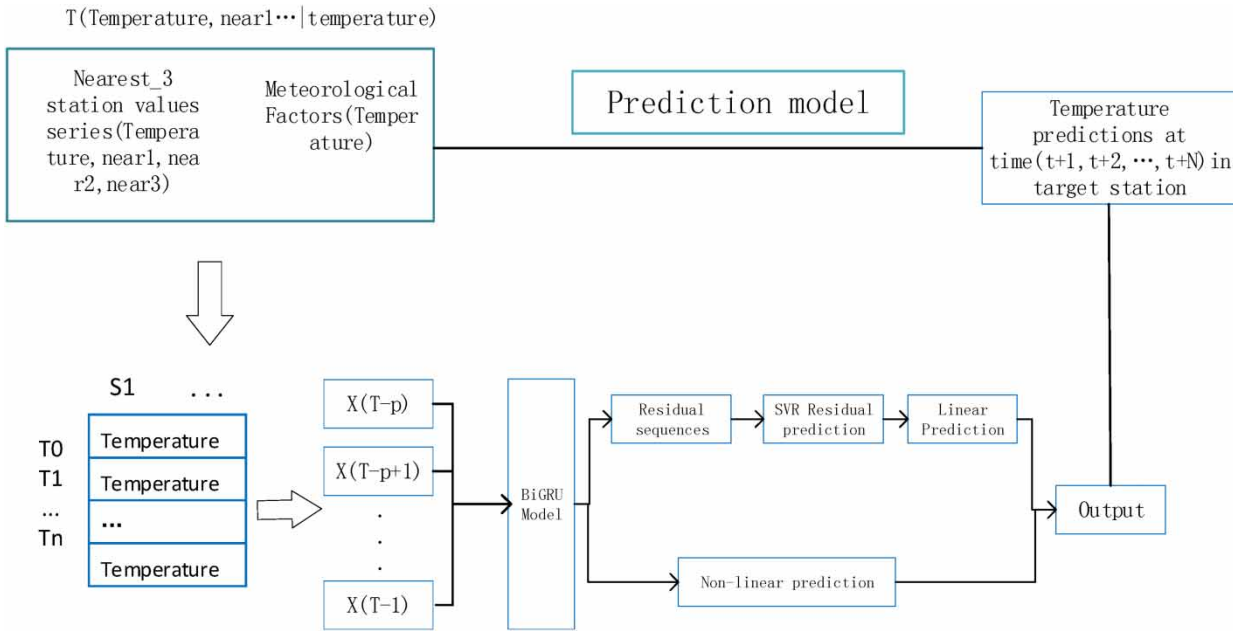 T(Temperature,near1…|temperature)
Nearest_3
station values
series(Tempera
ture,near1,nea
r2,near3)
Meteorological
Factors(Temper
ature)
Prediction model
Temperature
predictions at
time(t+1,t+2,…,t+N)in
target station
S1 ...
T0
T1
...
Tn
Temperature
Temperature
...
Temperature
X(T-p)
X(T-p+1)
.
.
.
X(T-1)
BiGRU
Model
Residual
sequences
SVR Residual
prediction
Linear
Prediction
Non-linear prediction
Output